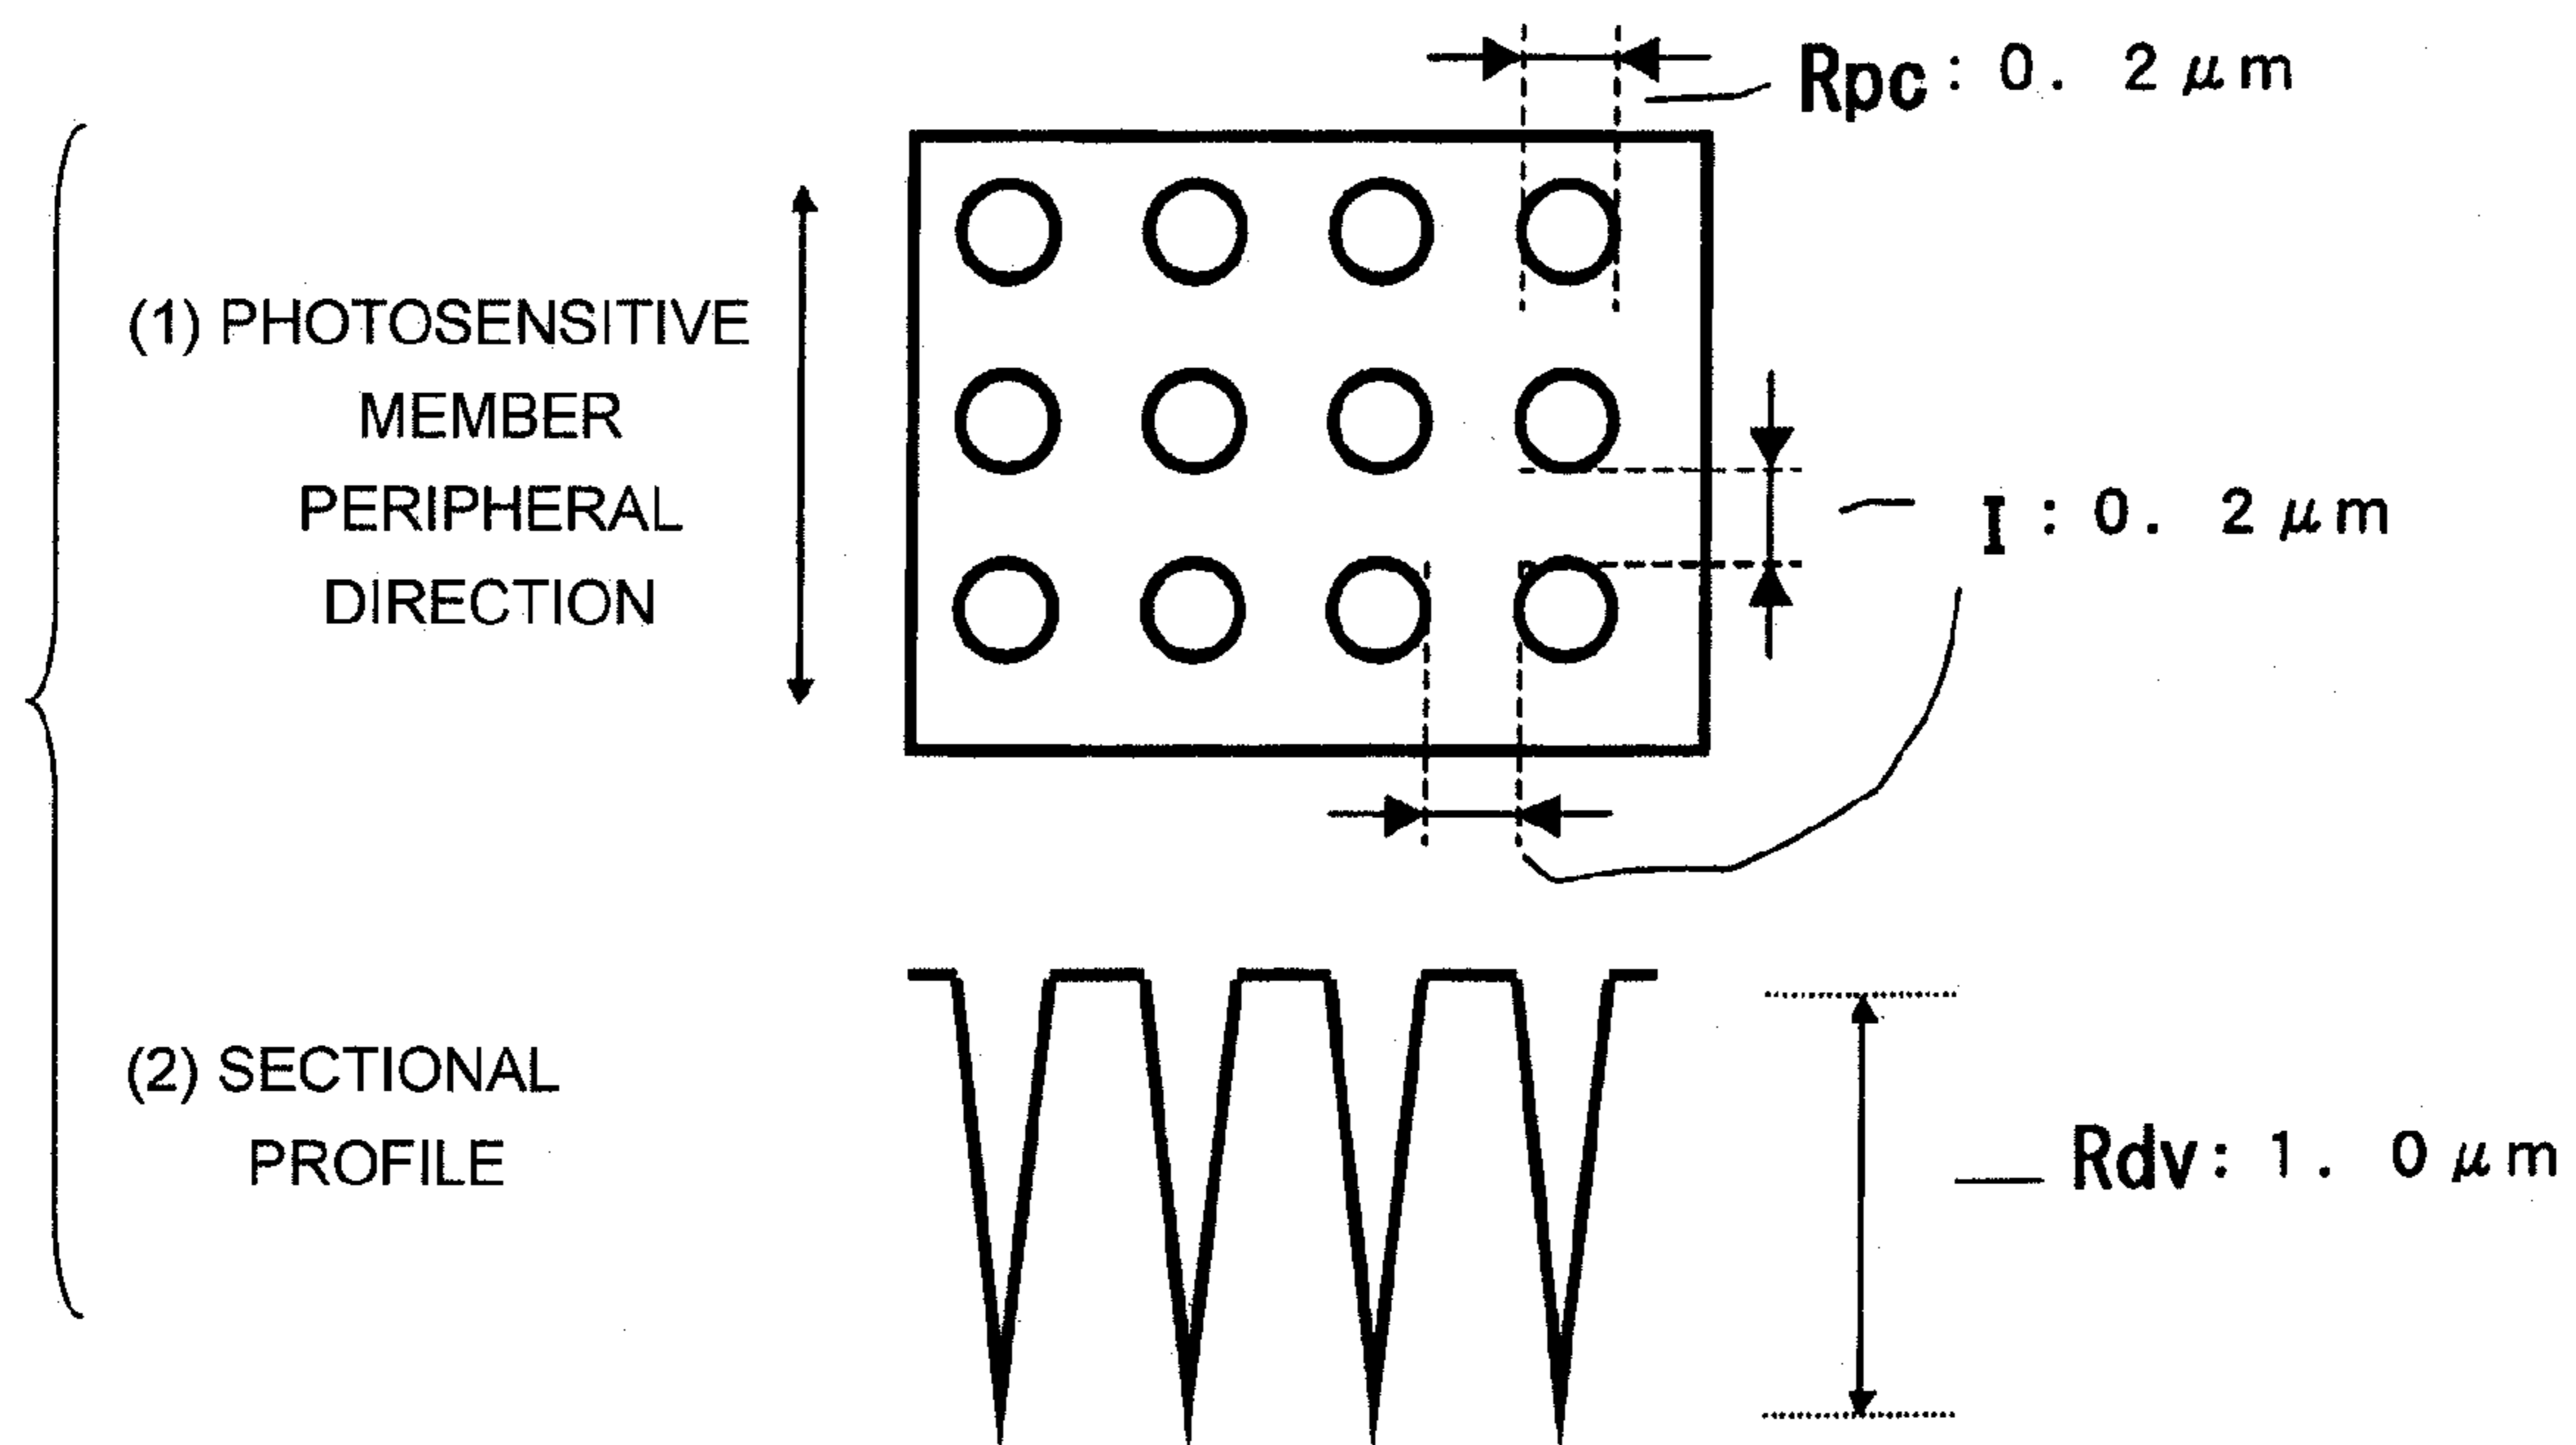 Rpc: 0. 2 μm
(1) PHOTOSENSITIVE
MEMBER
PERIPHERAL
DIRECTION
I : 0. 2 μm
(2) SECTIONAL
PROFILE
Rdv: 1. 0 μm